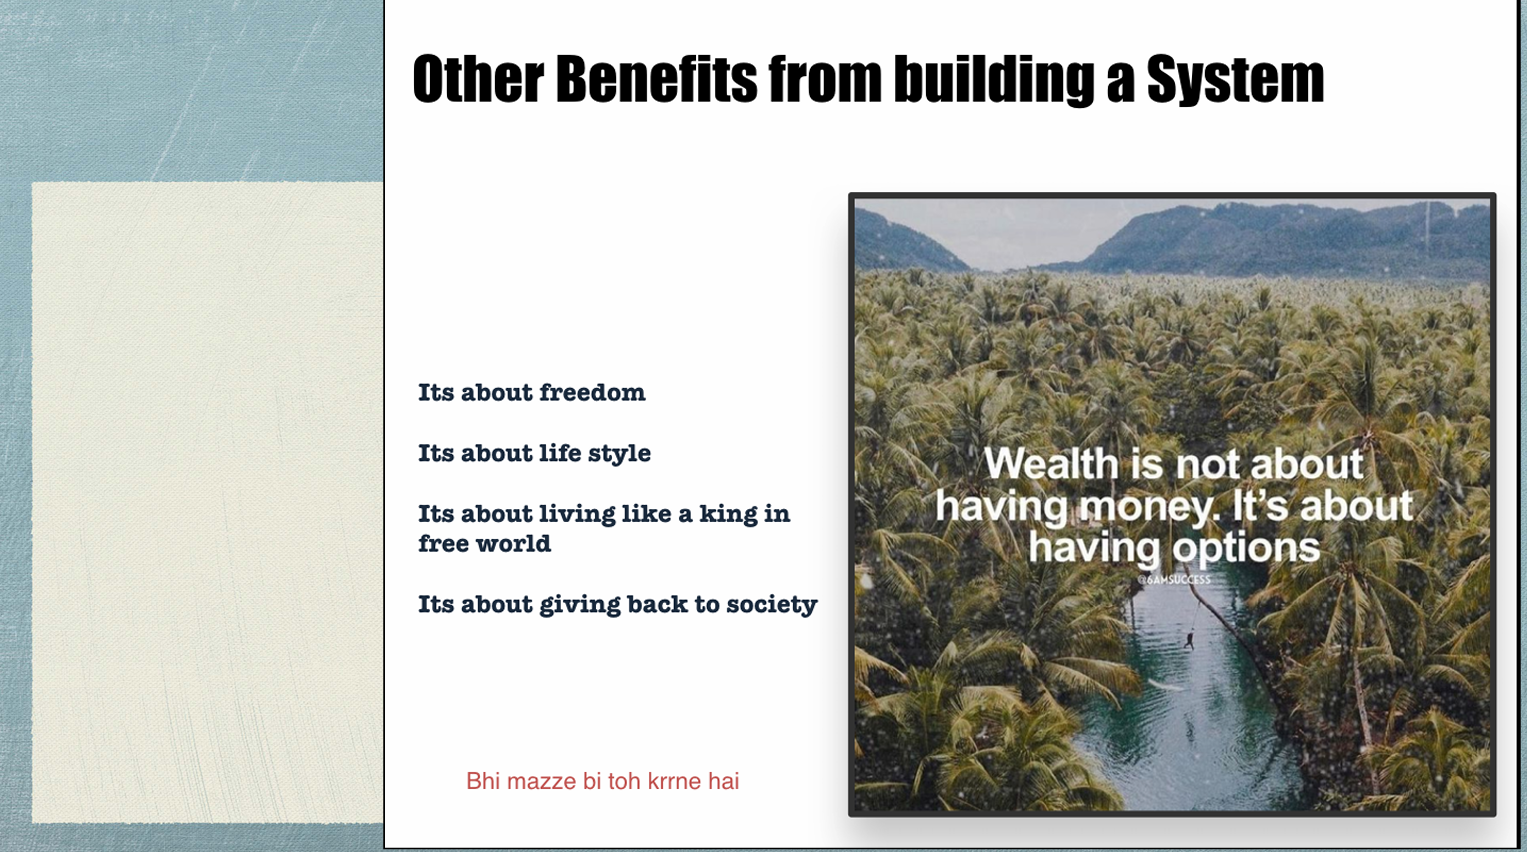 Other Benefits from building a System
Its about freedom
Its about life style
Its about living like a king in
free world
Its about giving back to society
Bhi mazze bi toh krrne hai
Wealth is not about
having money. It’s about
having options
@6AMSUCCESS